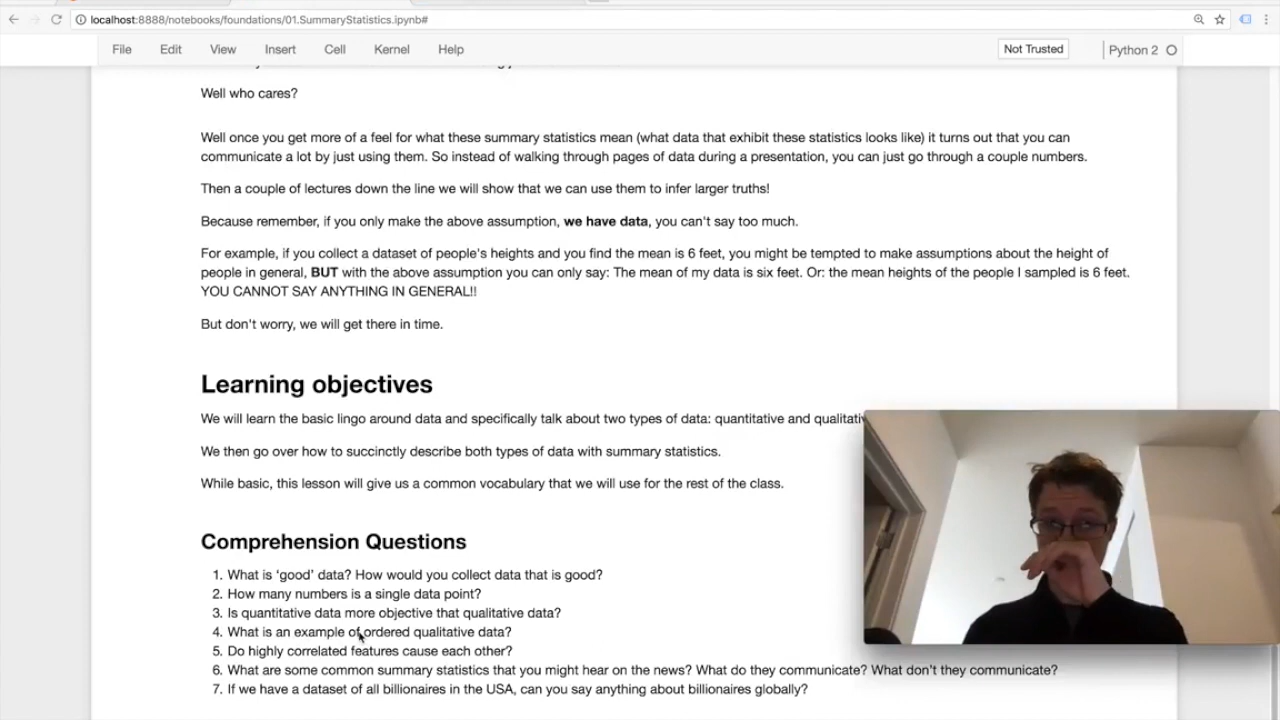 localhost:8888/notebooks/foundations/01.SummaryStatistics.ipynb#
File Edit View Insert Cell Kernel Help Not Trusted Python 2
Well who cares?
Well once you get more of a feel for what these summary statistics mean (what data that exhibit these statistics looks like) it turns out that you can
communicate a lot by just using them. So instead of walking through pages of data during a presentation, you can just go through a couple numbers.
Then a couple of lectures down the line we will show that we can use them to infer larger truths!
Because remember, if you only make the above assumption, we have data, you can't say too much.
For example, if you collect a dataset of people's heights and you find the mean is 6 feet, you might be tempted to make assumptions about the height of
people in general, BUT with the above assumption you can only say: The mean of my data is six feet. Or: the mean heights of the people I sampled is 6 feet.
YOU CANNOT SAY ANYTHING IN GENERAL!!
But don't worry, we will get there in time.
Learning objectives
We will learn the basic lingo around data and specifically talk about two types of data: quantitative and
We then go over how to succinctly describe both types of data with summary statistics.
While basic, this lesson will give us a common vocabulary that we will use for the rest of the class.
Comprehension Questions
1. What is ‘good’ data? How would you collect data that is good?
2. How many numbers is a single data point?
3. Is quantitative data more objective that qualitative data?
4. What is an example of ordered qualitative data?
5. Do highly correlated features cause each other?
6. What are some common summary statistics that you might hear on the news? What do they communicate? What don’t they communicate?
7. If we have a dataset of all billionaires in the USA, can you say anything about billionaires globally?